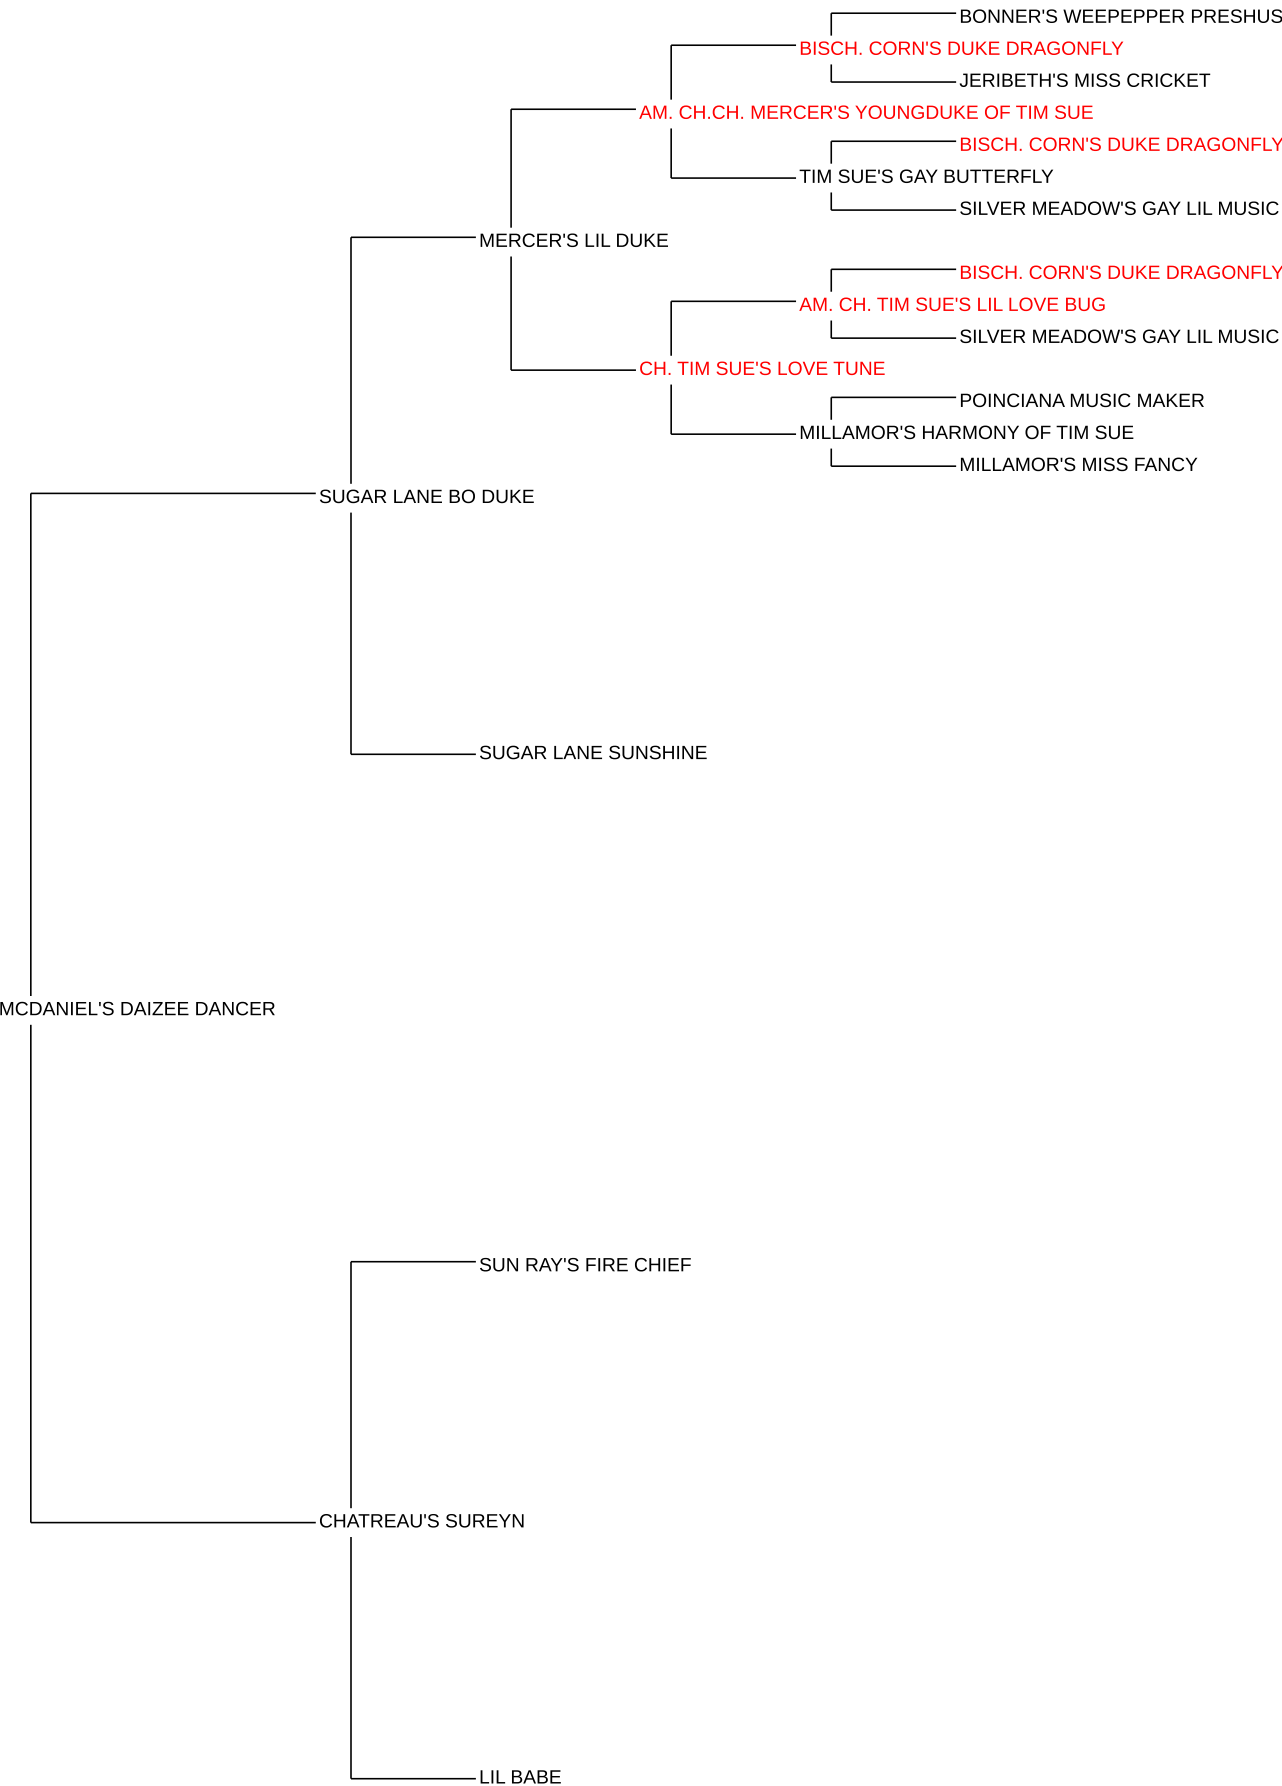 BONNER'S WEEPEPPER PRESHUS
BISCH. CORN'S DUKE DRAGONFLY
JERIBETH'S MISS CRICKET
AM. CH.CH. MERCER'S YOUNGDUKE OF TIM SUE
BISCH. CORN'S DUKE DRAGONFLY
TIM SUE'S GAY BUTTERFLY
SILVER MEADOW'S GAY LIL MUSIC
MERCER'S LIL DUKE
BISCH. CORN'S DUKE DRAGONFLY
AM. CH. TIM SUE'S LIL LOVE BUG
SILVER MEADOW'S GAY LIL MUSIC
CH. TIM SUE'S LOVE TUNE
POINCIANA MUSIC MAKER
MILLAMOR'S HARMONY OF TIM SUE
MILLAMOR'S MISS FANCY
SUGAR LANE BO DUKE
SUGAR LANE SUNSHINE
MCDANIEL'S DAIZEE DANCER
SUN RAY'S FIRE CHIEF
CHATREAU'S SUREYN
LIL BABE